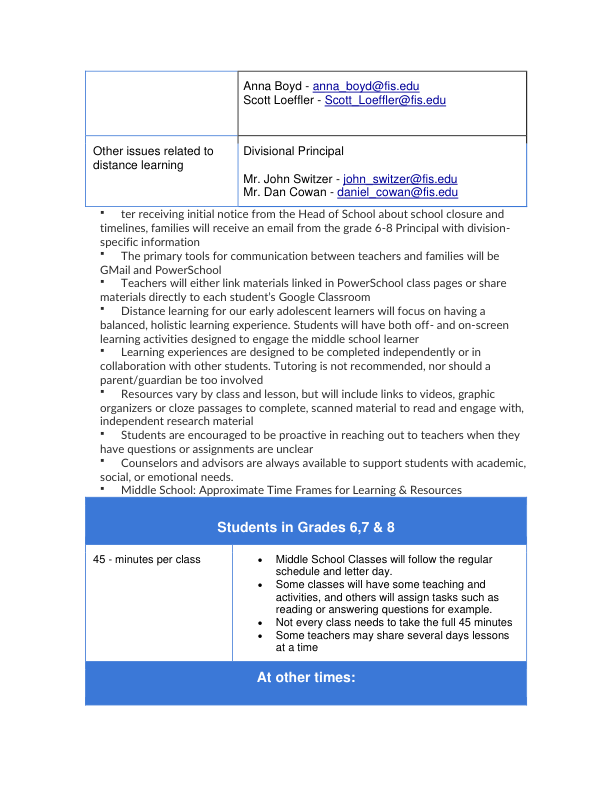 Anna Boyd - anna_boyd@fis.edu
Scott Loeffler - Scott_Loeffler@fis.edu
Other issues related to
distance learning
Divisional Principal
Mr. John Switzer - john_switzer@fis.edu
Mr. Dan Cowan - daniel_cowan@fis.edu
▪ ter receiving initial notice from the Head of School about school closure and
timelines, families will receive an email from the grade 6-8 Principal with division-
specific information
▪ The primary tools for communication between teachers and families will be
GMail and PowerSchool
▪ Teachers will either link materials linked in PowerSchool class pages or share
materials directly to each student's Google Classroom
▪ Distance learning for our early adolescent learners will focus on having a
balanced, holistic learning experience. Students will have both off- and on-screen
learning activities designed to engage the middle school learner
▪ Learning experiences are designed to be completed independently or in
collaboration with other students. Tutoring is not recommended, nor should a
parent/guardian be too involved
▪ Resources vary by class and lesson, but will include links to videos, graphic
organizers or cloze passages to complete, scanned material to read and engage with,
independent research material
▪ Students are encouraged to be proactive in reaching out to teachers when they
have questions or assignments are unclear
▪ Counselors and advisors are always available to support students with academic,
social, or emotional needs.
▪ Middle School: Approximate Time Frames for Learning & Resources
Students in Grades 6,7 & 8
45 - minutes per class
• Middle School Classes will follow the regular
schedule and letter day.
• Some classes will have some teaching and
activities, and others will assign tasks such as
reading or answering questions for example.
• Not every class needs to take the full 45 minutes
• Some teachers may share several days lessons
at a time
At other times: